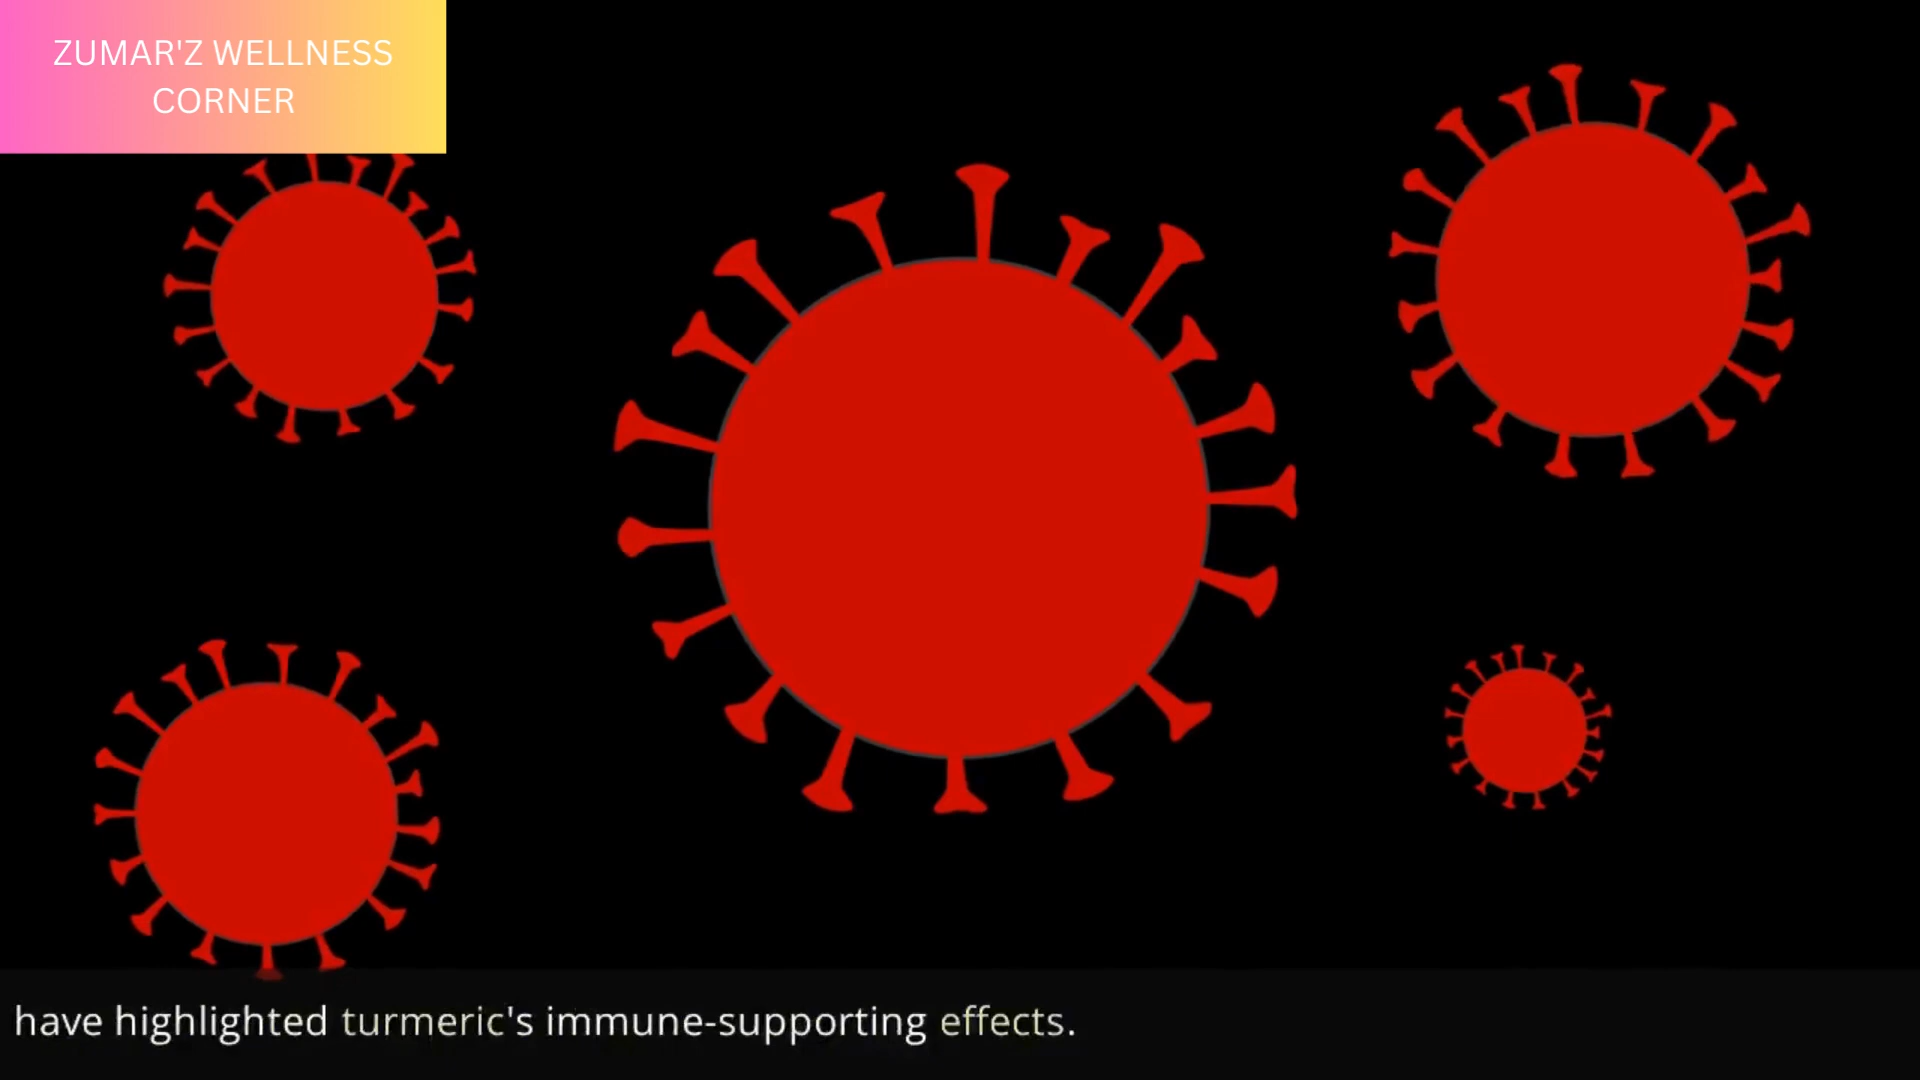 ZUMAR'Z WELLNESS
CORNER
have highlighted turmeric's immune-supporting effects.